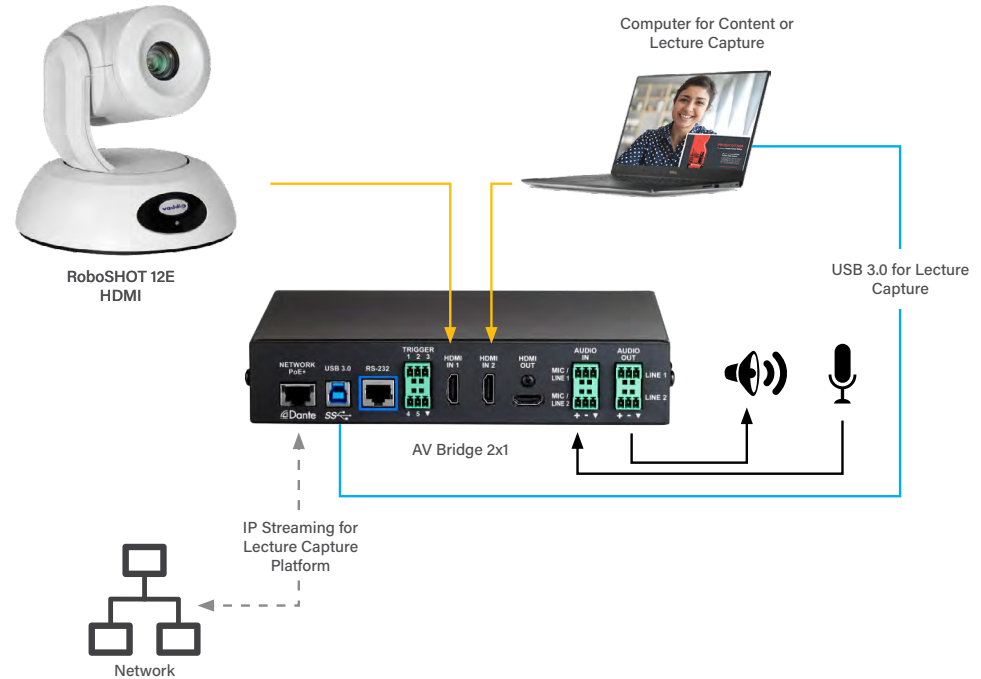 Computer for Content or
Lecture Capture
vaddio
RoboSHOT 12E
HDMI
USB 3.0 for Lecture
Capture
NETWORK
PoE+
USB 3.0
RS-232
TRIGGER
1 2 3
HDMI
IN 1
HDMI
IN 2
HDMI
OUT
AUDIO
IN
AUDIO
OUT
MIC /
LINE 1
MIC /
LINE 2
LINE 1
LINE 2
Dante
SS
4 5 ▼
+ - ▼
+ - ▼
AV Bridge 2x1
IP Streaming for
Lecture Capture
Platform
Network